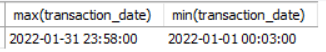 max(transaction_date) min(transaction_date)
2022-01-31 23:58:00 2022-01-01 00:03:00